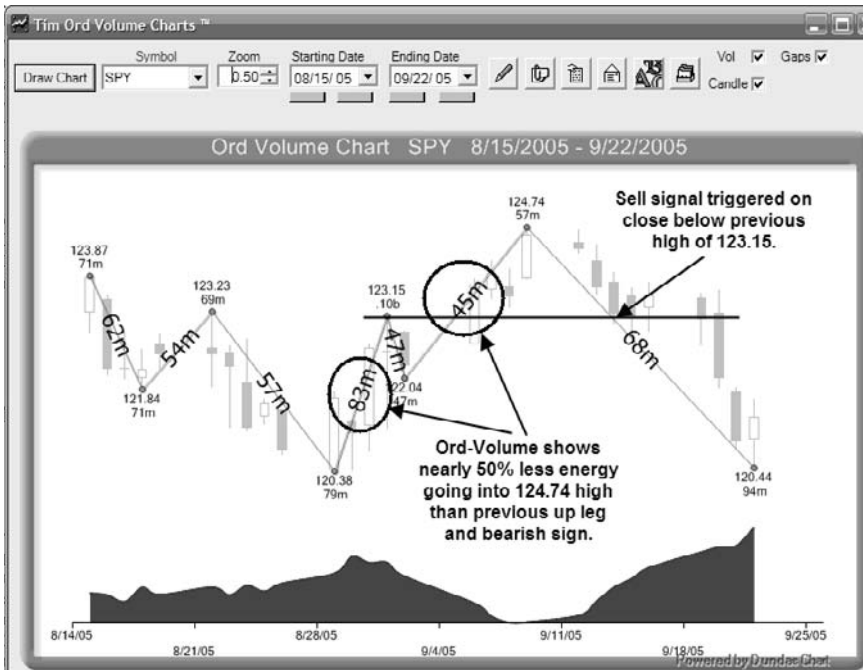 Tim Ord Volume Charts ™
Symbol
Zoom
Starting Date
Ending Date
Vol
Gaps
Draw Chart
SPY
0.50
08/15/ 05
09/22/ 05
Candle
Ord Volume Chart SPY 8/15/2005 - 9/22/2005
124.74
57m
Sell signal triggered on
close below previous
high of 123.15.
123.87
71m
123.23
69m
123.15
.10b
62m
54m
57m
83m
47m
45m
68m
121.84
71m
122.04
47m
120.38
79m
Ord-Volume shows
nearly 50% less energy
going into 124.74 high
than previous up leg
and bearish sign.
120.44
94m
8/14/05
8/21/05
8/28/05
9/4/05
9/11/05
9/18/05
9/25/05
Powered by Dundas Chart